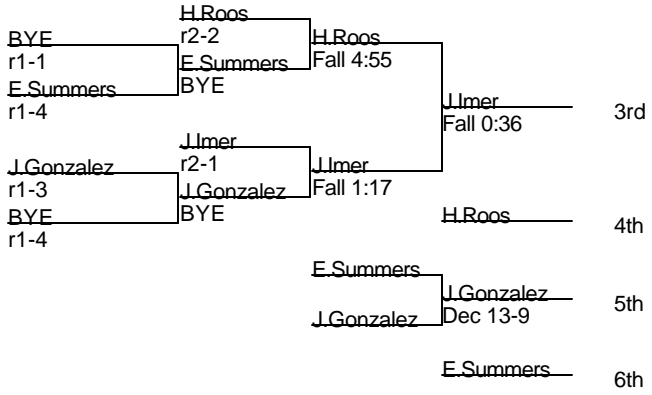 H.Roos
BYE
r2-2
H.Roos
r1-1
E.Summers
Fall 4:55
E.Summers
BYE
r1-4
J.Imer
3rd
Fall 0:36
J.Imer
J.Gonzalez
r2-1
J.Imer
r1-3
J.Gonzalez
Fall 1:17
BYE
BYE
H.Roos
4th
r1-4
E.Summers
J.Gonzalez
5th
J.Gonzalez
Dec 13-9
E.Summers
6th